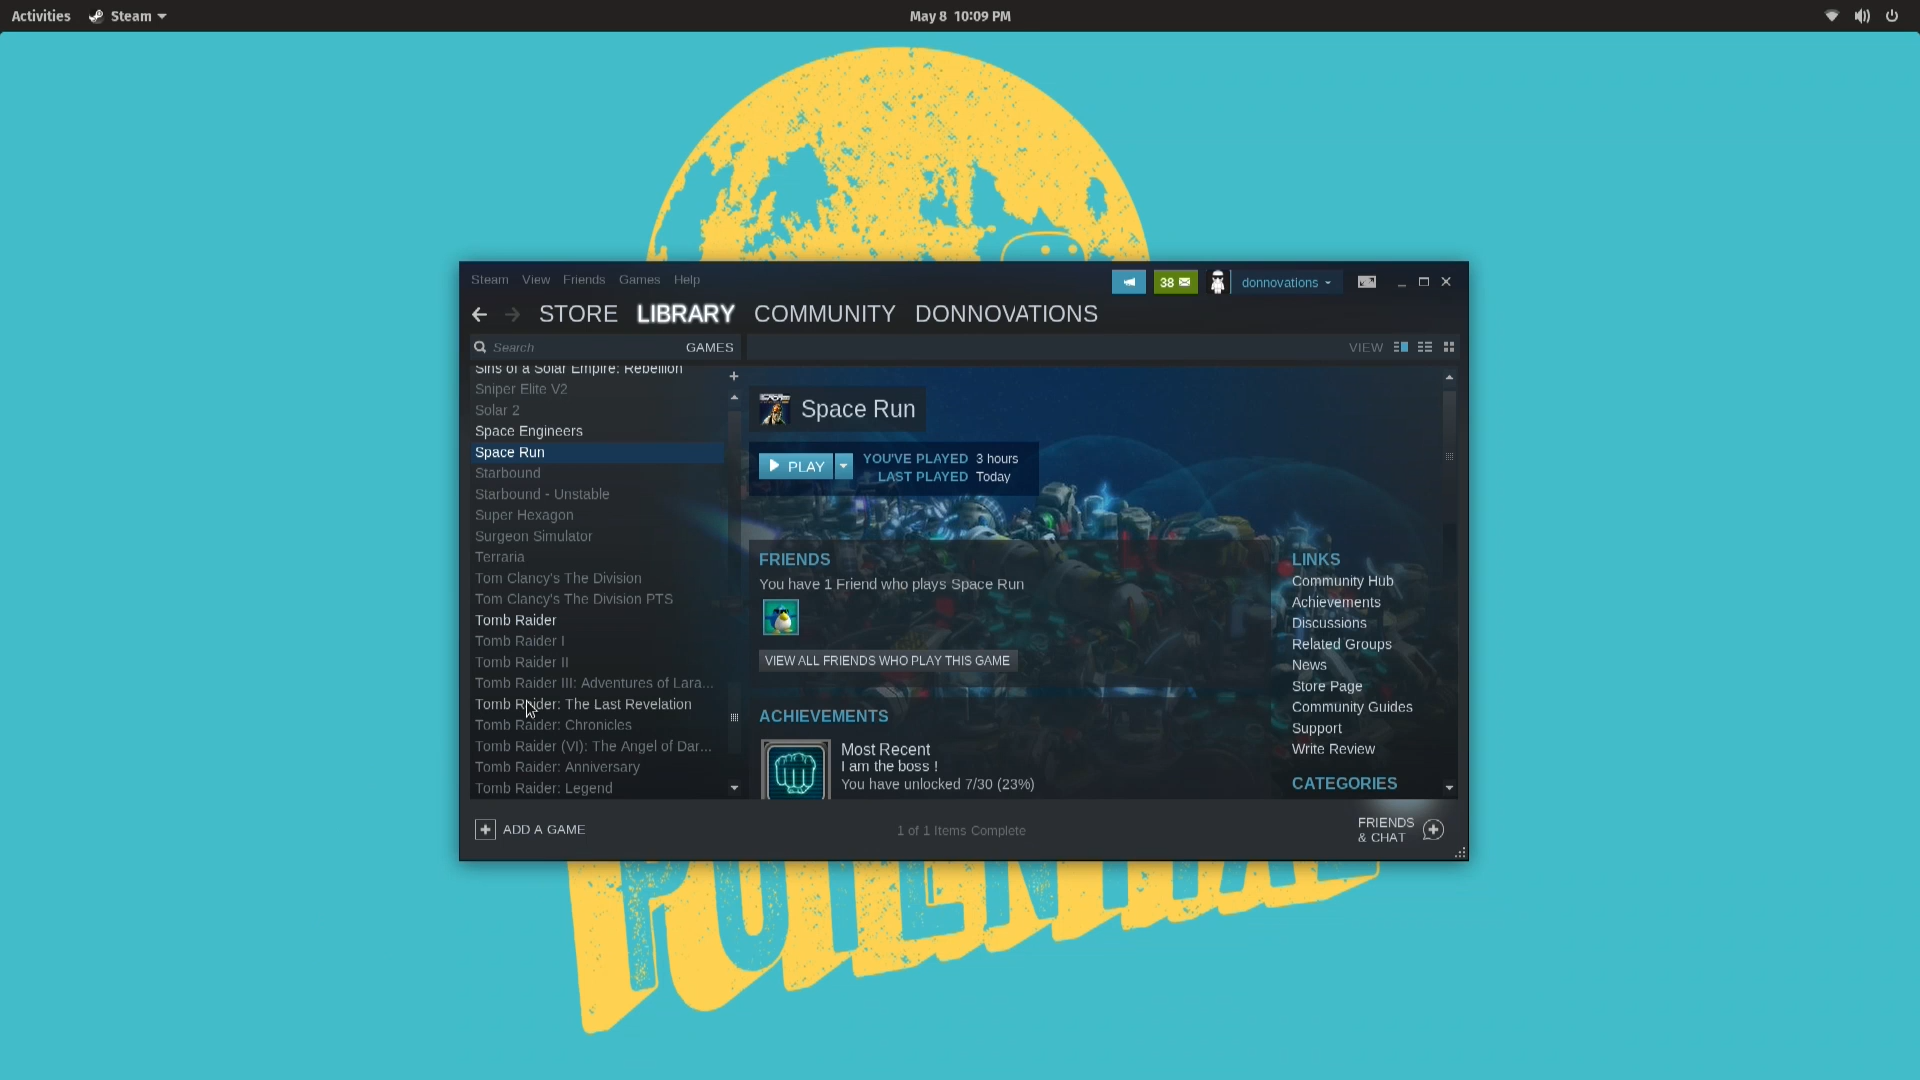 Activities Steam May 8 10:09 PM
Steam View Friends Games Help 38 donnovations
STORE LIBRARY COMMUNITY DONNOVATIONS
Search GAMES VIEW
Sins of a Solar Empire: Rebellion
Sniper Elite V2
Solar 2
Space Engineers
Space Run
Starbound
Starbound - Unstable
Super Hexagon
Surgeon Simulator
Terraria
Tom Clancy's The Division
Tom Clancy's The Division PTS
Tomb Raider
Tomb Raider I
Tomb Raider II
Tomb Raider III: Adventures of Lara...
Tomb Raider: The Last Revelation
Tomb Raider: Chronicles
Tomb Raider (VI): The Angel of Dar...
Tomb Raider: Anniversary
Tomb Raider: Legend
Space Run
PLAY
YOU'VE PLAYED 3 hours
LAST PLAYED Today
FRIENDS
You have 1 Friend who plays Space Run
VIEW ALL FRIENDS WHO PLAY THIS GAME
ACHIEVEMENTS
Most Recent
I am the boss !
You have unlocked 7/30 (23%)
LINKS
Community Hub
Achievements
Discussions
Related Groups
News
Store Page
Community Guides
Support
Write Review
CATEGORIES
ADD A GAME
1 of 1 Items Complete
FRIENDS
& CHAT
POTENTIAL